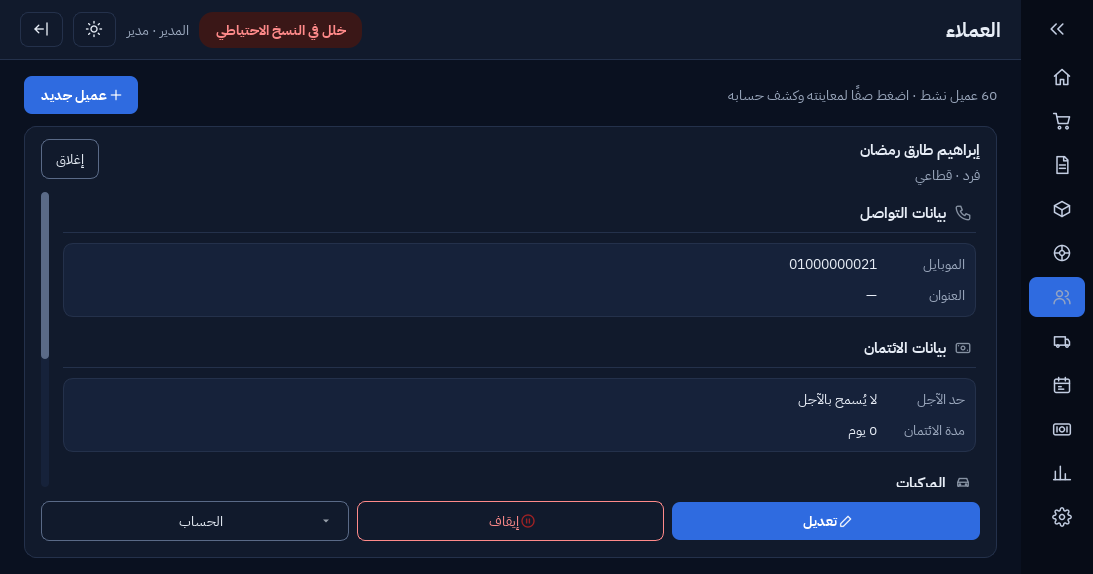 العملاء
خلل في النسخ الاحتياطي
المدير · مدير
60 عميل نشط · اضغط صفًّا لمعاينته وكشف حسابه
عميل جديد
إبراهيم طارق رمضان
إغلاق
فرد · قطاعي
بيانات التواصل
الموبايل 01000000021
العنوان —
بيانات الائتمان
حد الآجل لا يُسمح بالآجل
مدة الائتمان 0 يوم
المركبات
تعديل
إيقاف
الحساب